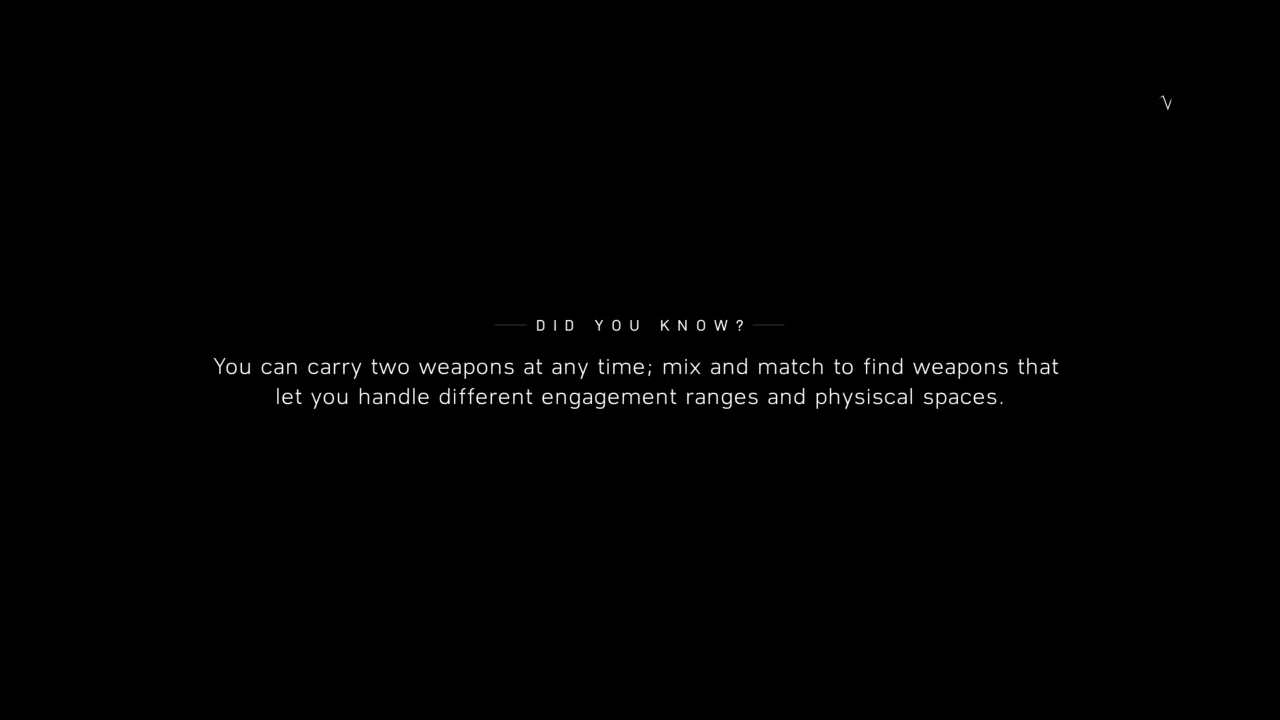 DID YOU KNOW?
You can carry two weapons at any time; mix and match to find weapons that
let you handle different engagement ranges and physiscal spaces.